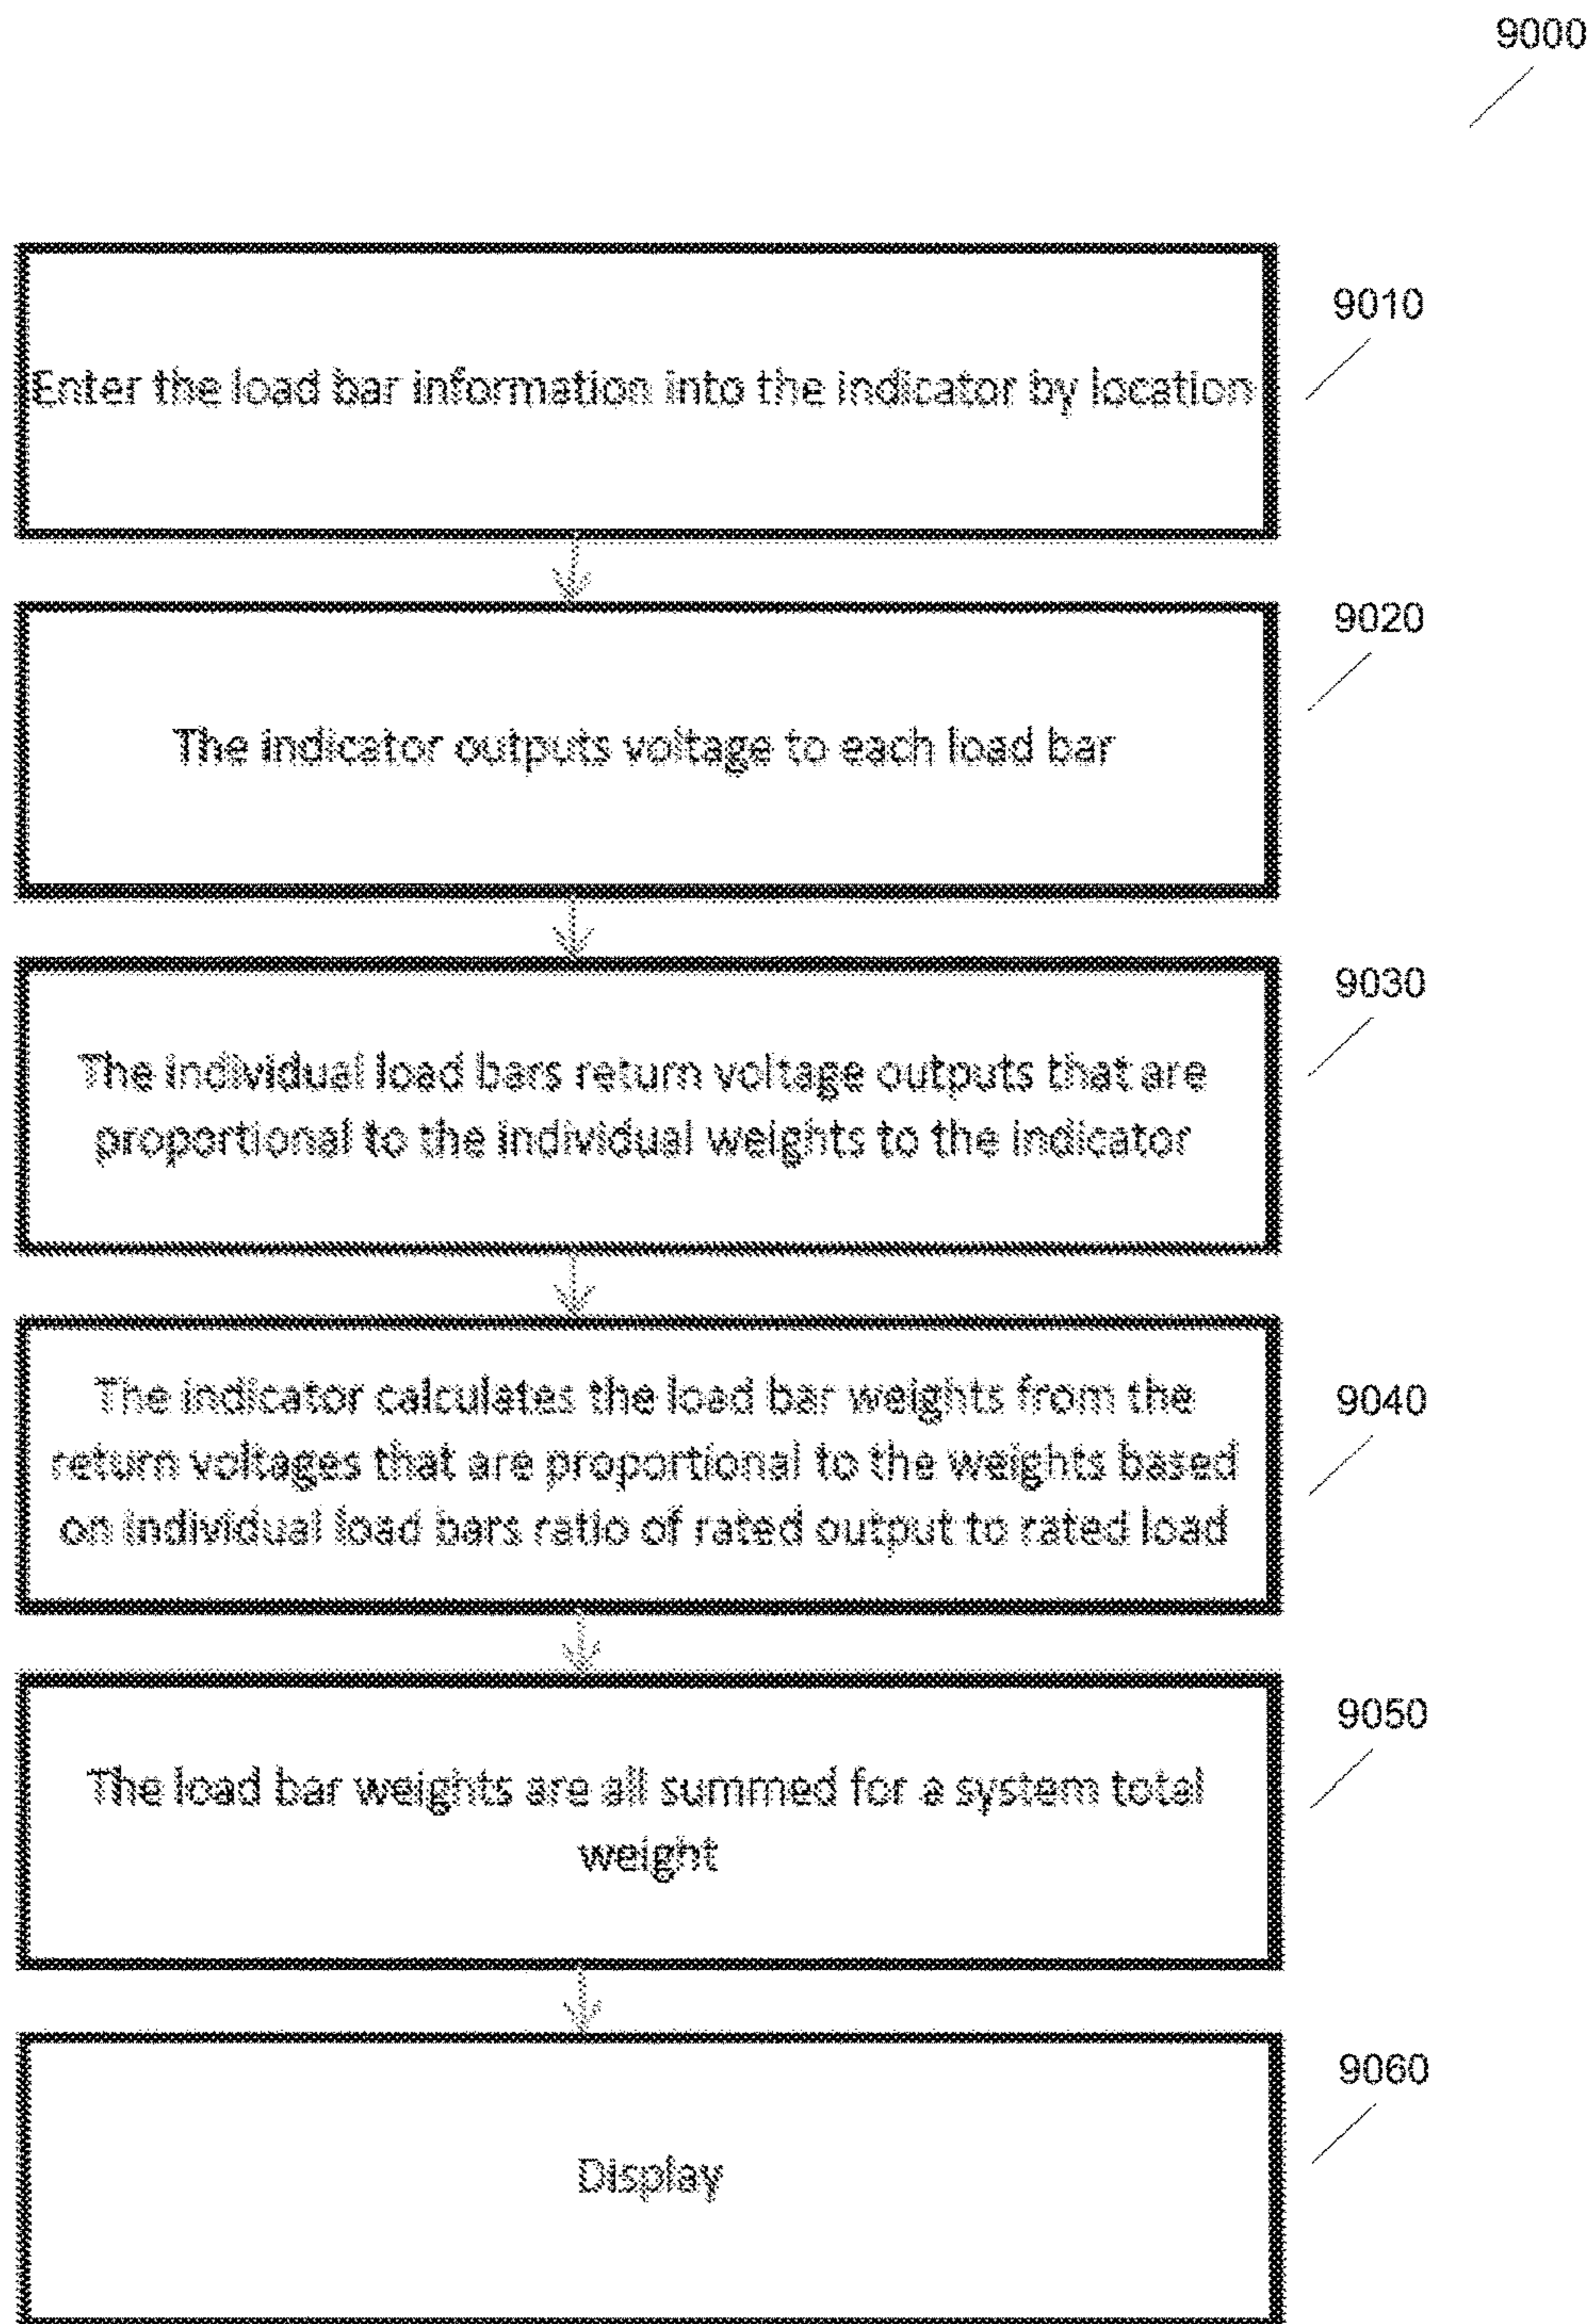 9000
Enter the load bar information into the indicator by location
9010
The indicator outputs voltage to each load bar
9020
The individual load bars return voltage outputs that are
proportional to the individual weights to the indicator
9030
The indicator calculates the load bar weights from the
return voltages that are proportional to the weights based
on individual load bars ratio of rated output to rated load
9040
The load bar weights are all summed for a system total
weight
9050
Display
9060